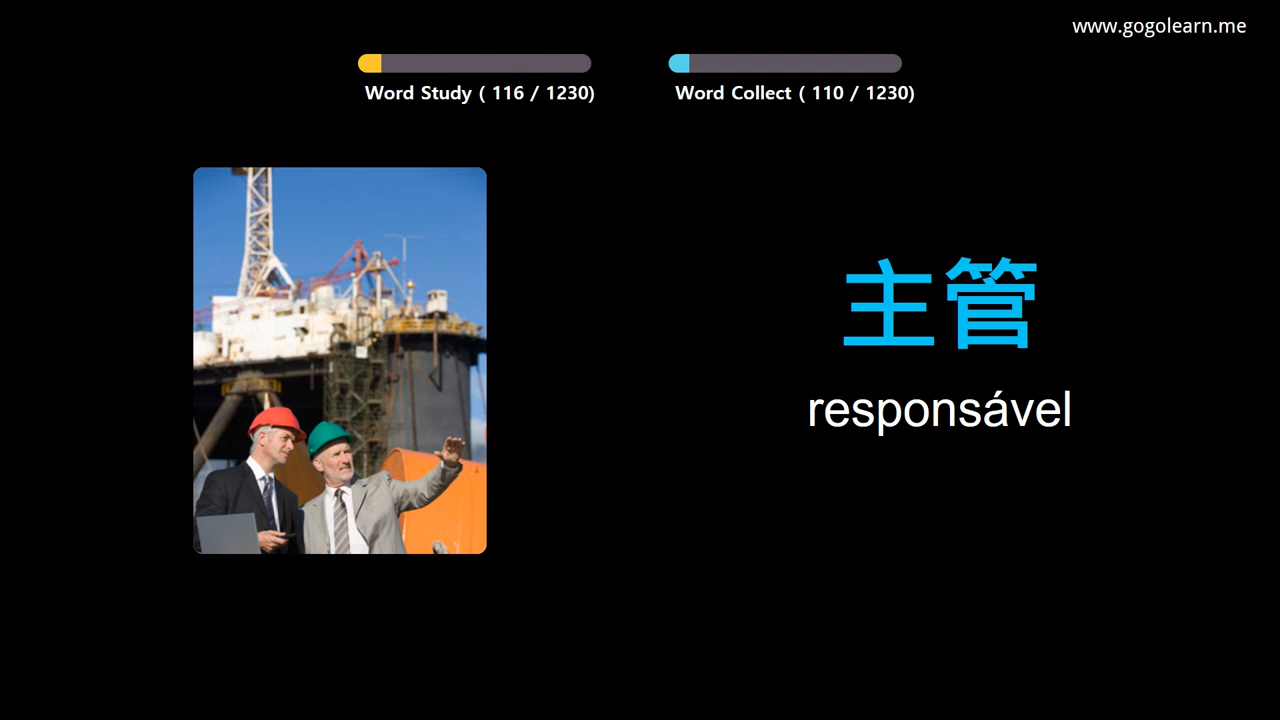 www.gogolearn.me
Word Study ( 116 / 1230)
Word Collect ( 110 / 1230)
主管
responsável